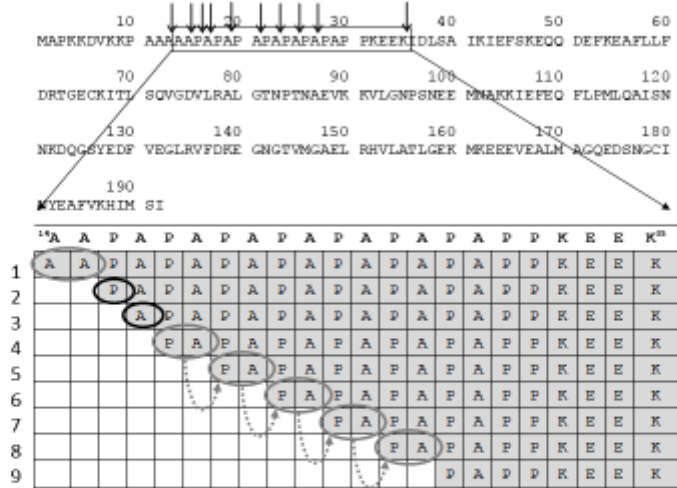 10 20 30 40 50 60
MAPKKDVKKP AAAAAPAPAP APAPAPAPAP PKEEKIDLSA IKIEFSKEQQ DEFKEAFLLF
70 80 90 100 110 120
DRTGECKITL SQVGDVLRAL GTNPTNAEVK KVLGNPSNEE MNAKKIEFEQ FLPMLQAISN
130 140 150 160 170 180
NKDQGSYEDF VEGLRVFDKE GNGTVMGAEL RHVLATLGEK MKEEEVEALM AGQEDSNGCI
190
NYEAFVKHIM SI
¹⁴A A P A P A P A P A P A P A P A P P K E E Kᵐ
1 A A P A P A P A P A P A P A P A P P K E E K
2 P A P A P A P A P A P A P A P P K E E K
3 A P A P A P A P A P A P A P P K E E K
4 P A P A P A P A P A P A P P K E E K
5 P A P A P A P A P A P P K E E K
6 P A P A P A P A P P K E E K
7 P A P A P A P P K E E K
8 P A P A P P K E E K
9 P A P P K E E K